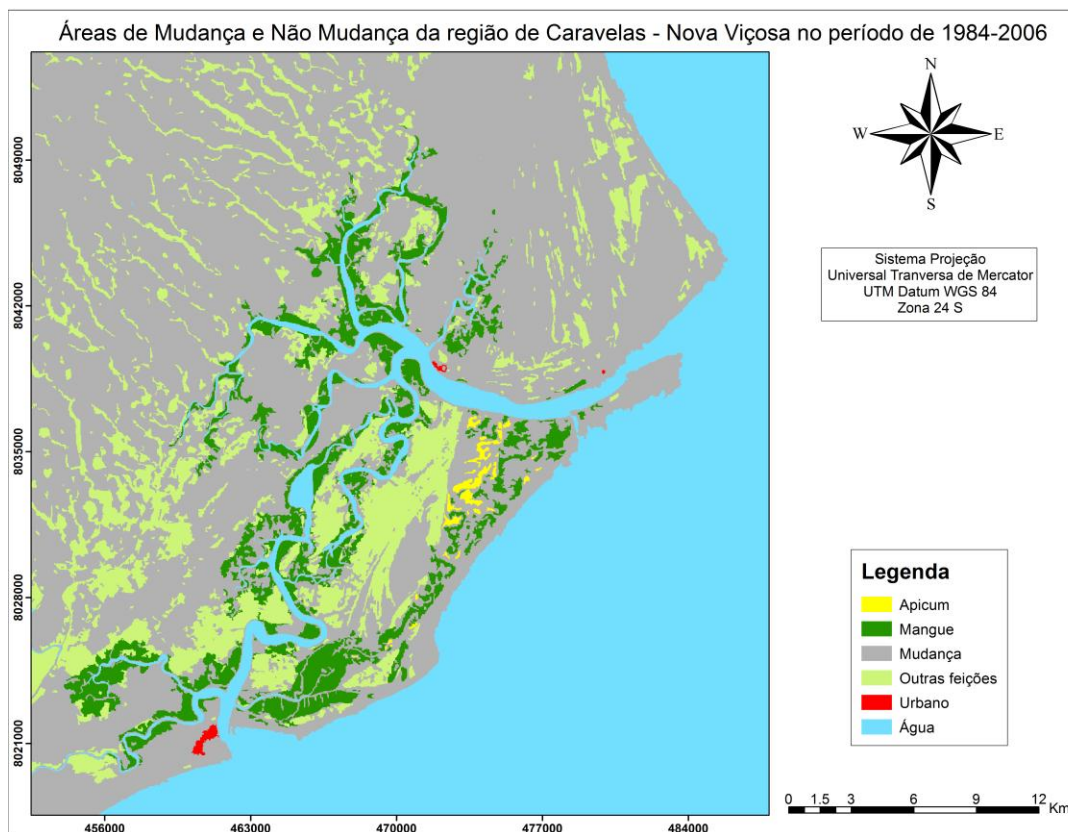 Áreas de Mudança e Não Mudança da região de Caravelas - Nova Viçosa no período de 1984-2006
N
W
E
S
Sistema Projeção
Universal Tranversa de Mercator
UTM Datum WGS 84
Zona 24 S
8049000
8042000
8035000
8028000
8021000
Legenda
Apicum
Mangue
Mudança
Outras feições
Urbano
Água
0 1.5 3 6 9 12
Km
456000 463000 470000 477000 484000